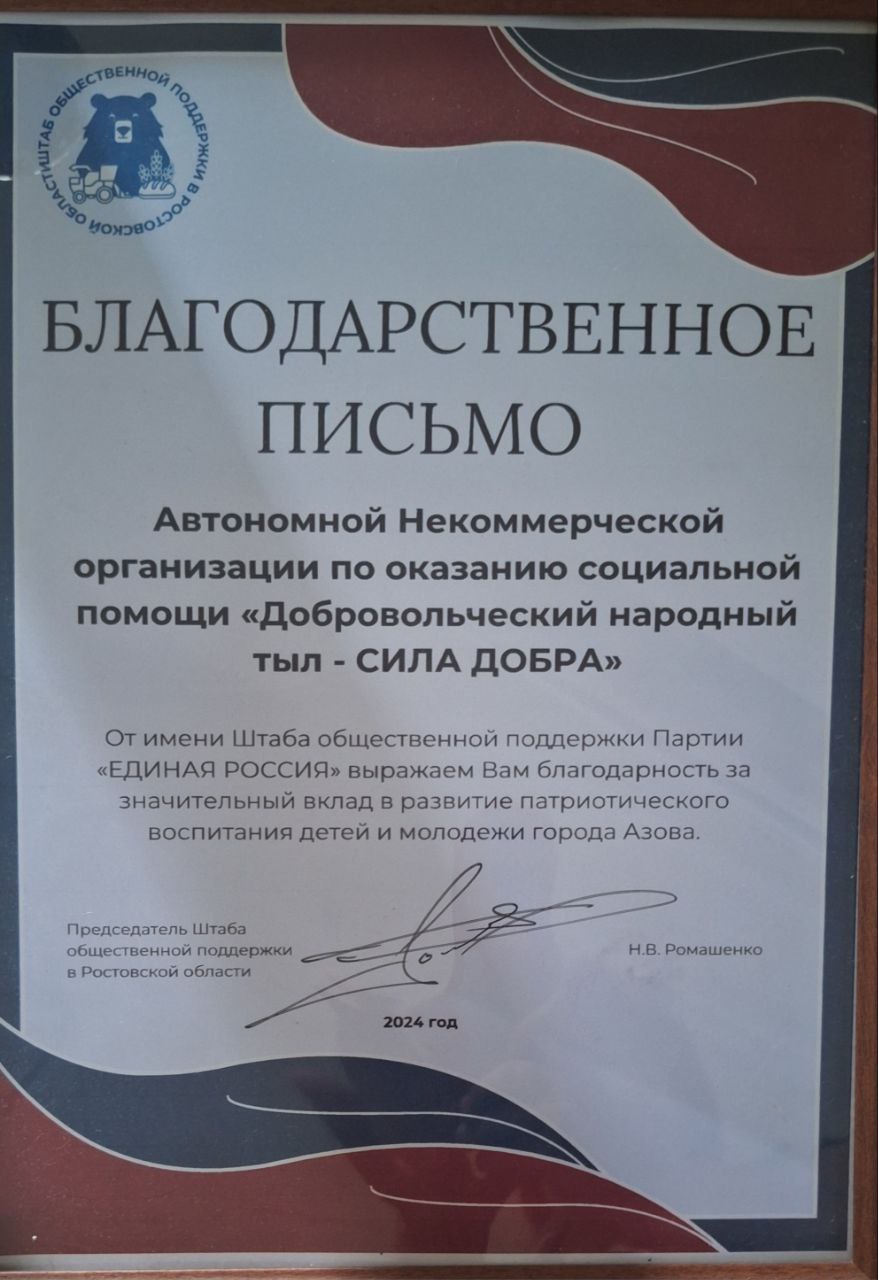 ШТАБ ОБЩЕСТВЕННОЙ ПОДДЕРЖКИ В РОСТОВСКОЙ ОБЛАСТИ
БЛАГОДАРСТВЕННОЕ
ПИСЬМО
Автономной Некоммерческой
организации по оказанию социальной
помощи «Добровольческий народный
тыл - СИЛА ДОБРА»
От имени Штаба общественной поддержки Партии
«ЕДИНАЯ РОССИЯ» выражаем Вам благодарность за
значительный вклад в развитие патриотического
воспитания детей и молодежи города Азова.
Председатель Штаба
общественной поддержки
в Ростовской области
Н.В. Ромашенко
2024 год